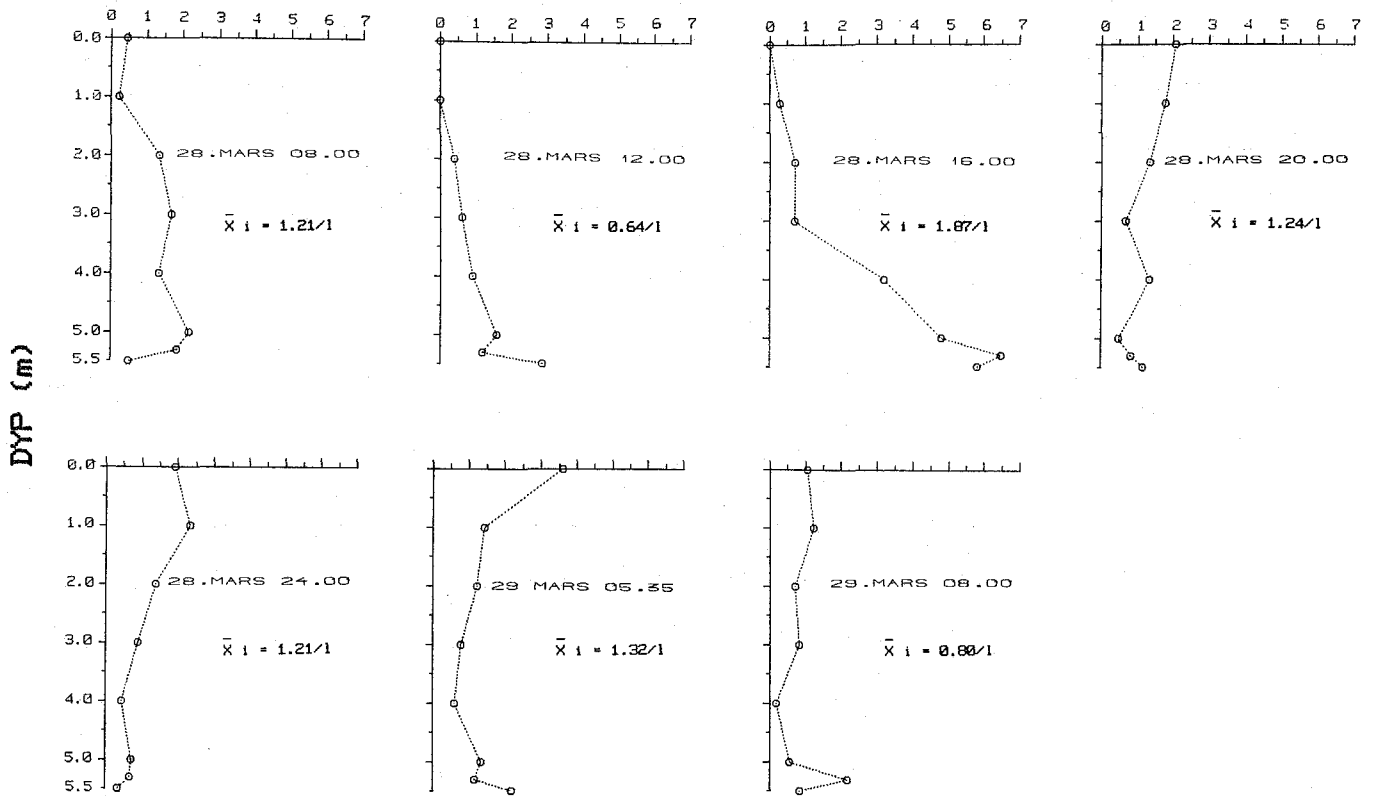 0 1 2 3 4 5 6 7
0 1 2 3 4 5 6 7
0 1 2 3 4 5 6 7
0 1 2 3 4 5 6 7
0.0
1.0
2.0
3.0
4.0
5.0
5.5
28.MARS 08.00
X̄ i = 1.21/l
28.MARS 12.00
X̄ i = 0.64/l
28.MARS 16.00
X̄ i = 1.87/l
28.MARS 20.00
X̄ i = 1.24/l
DYP (m)
0.0
1.0
2.0
3.0
4.0
5.0
5.5
28.MARS 24.00
X̄ i = 1.21/l
29 MARS 05.35
X̄ i = 1.32/l
29.MARS 08.00
X̄ i = 0.80/l